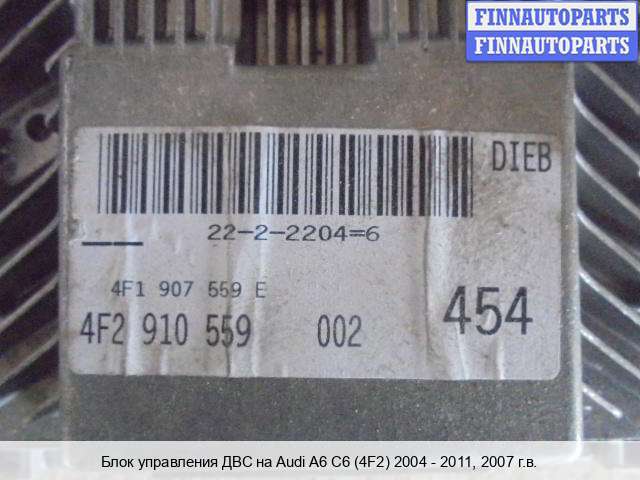 FINNAUTOPARTS
FINNAUTOPARTS
DIEB
22-2-2204=6
4F1 907 559 E
4F2 910 559 002 454
Блок управления ДВС на Audi A6 C6 (4F2) 2004 - 2011, 2007 г.в.